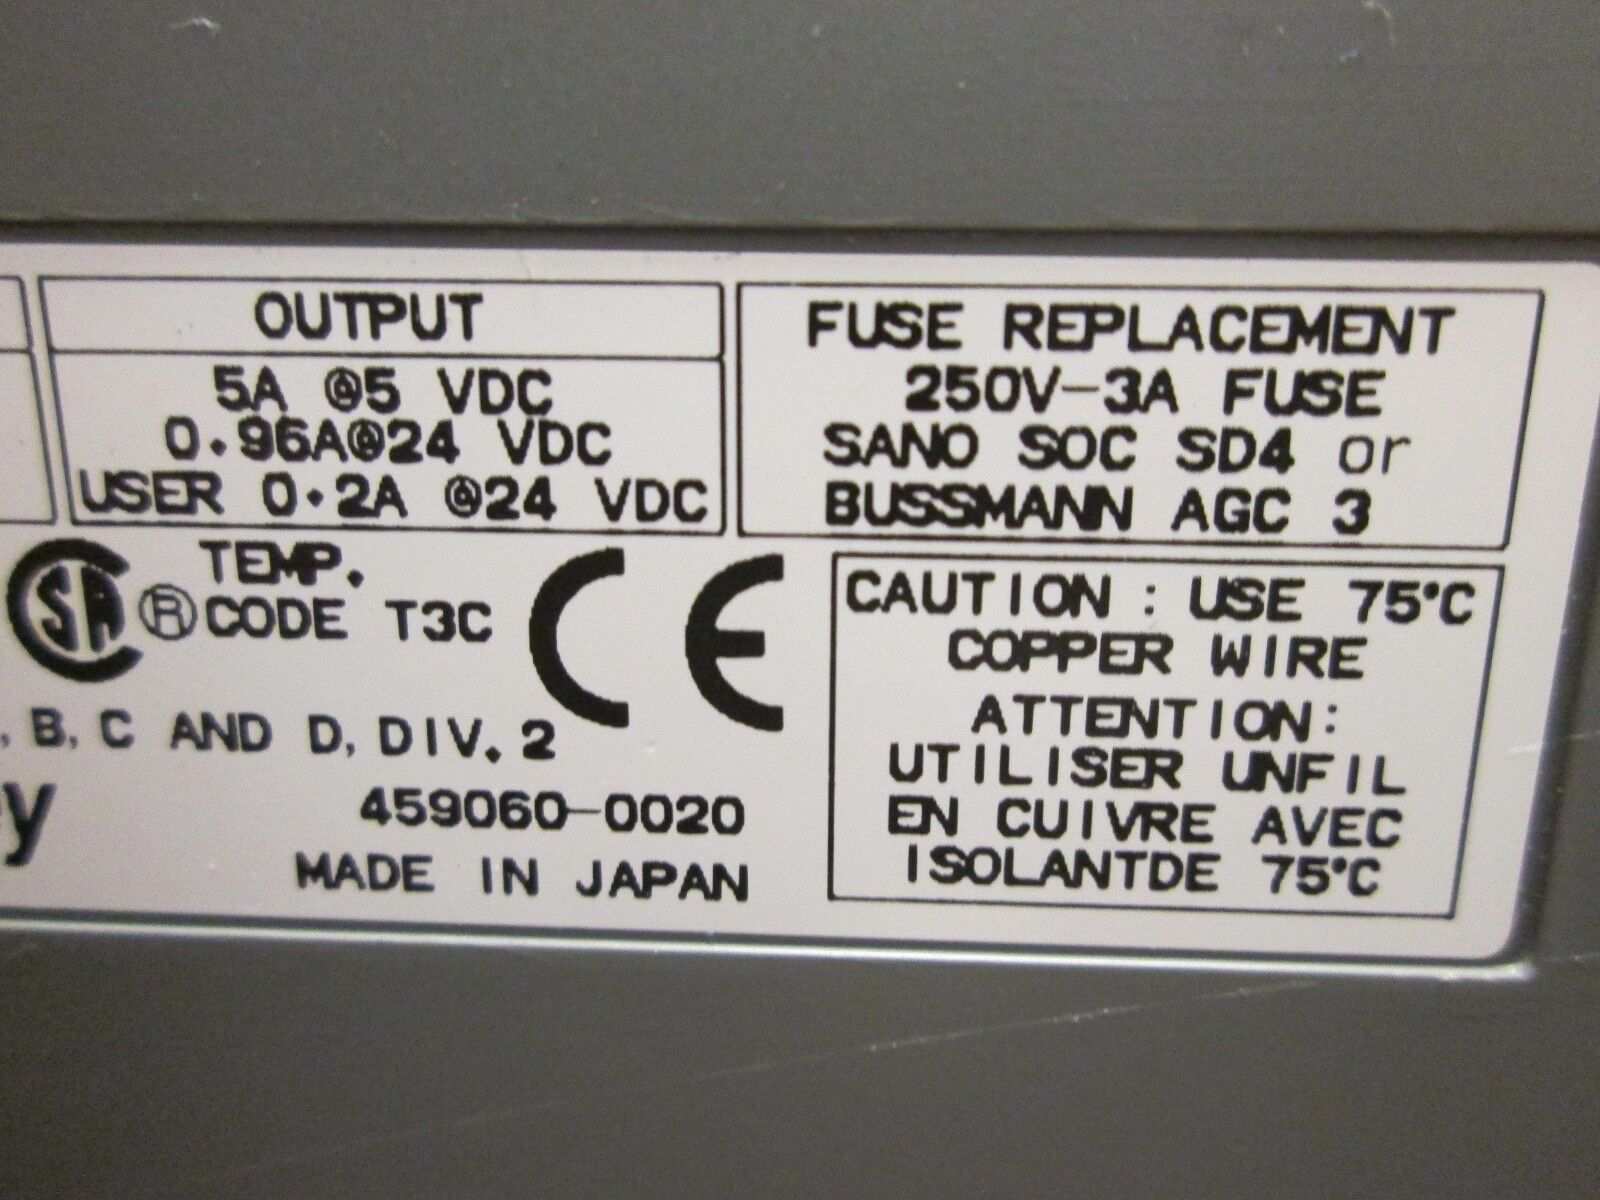 OUTPUT
5A @5 VDC
0.96A@24 VDC
USER 0.2A @24 VDC
FUSE REPLACEMENT
250V-3A FUSE
SANO SOC SD4 or
BUSSMANN AGC 3
SA ® TEMP.
CODE T3C
CE
, B, C AND D, DIV. 2
459060-0020
MADE IN JAPAN
CAUTION : USE 75°C
COPPER WIRE
ATTENTION:
UTILISER UNFIL
EN CUIVRE AVEC
ISOLANTDE 75°C